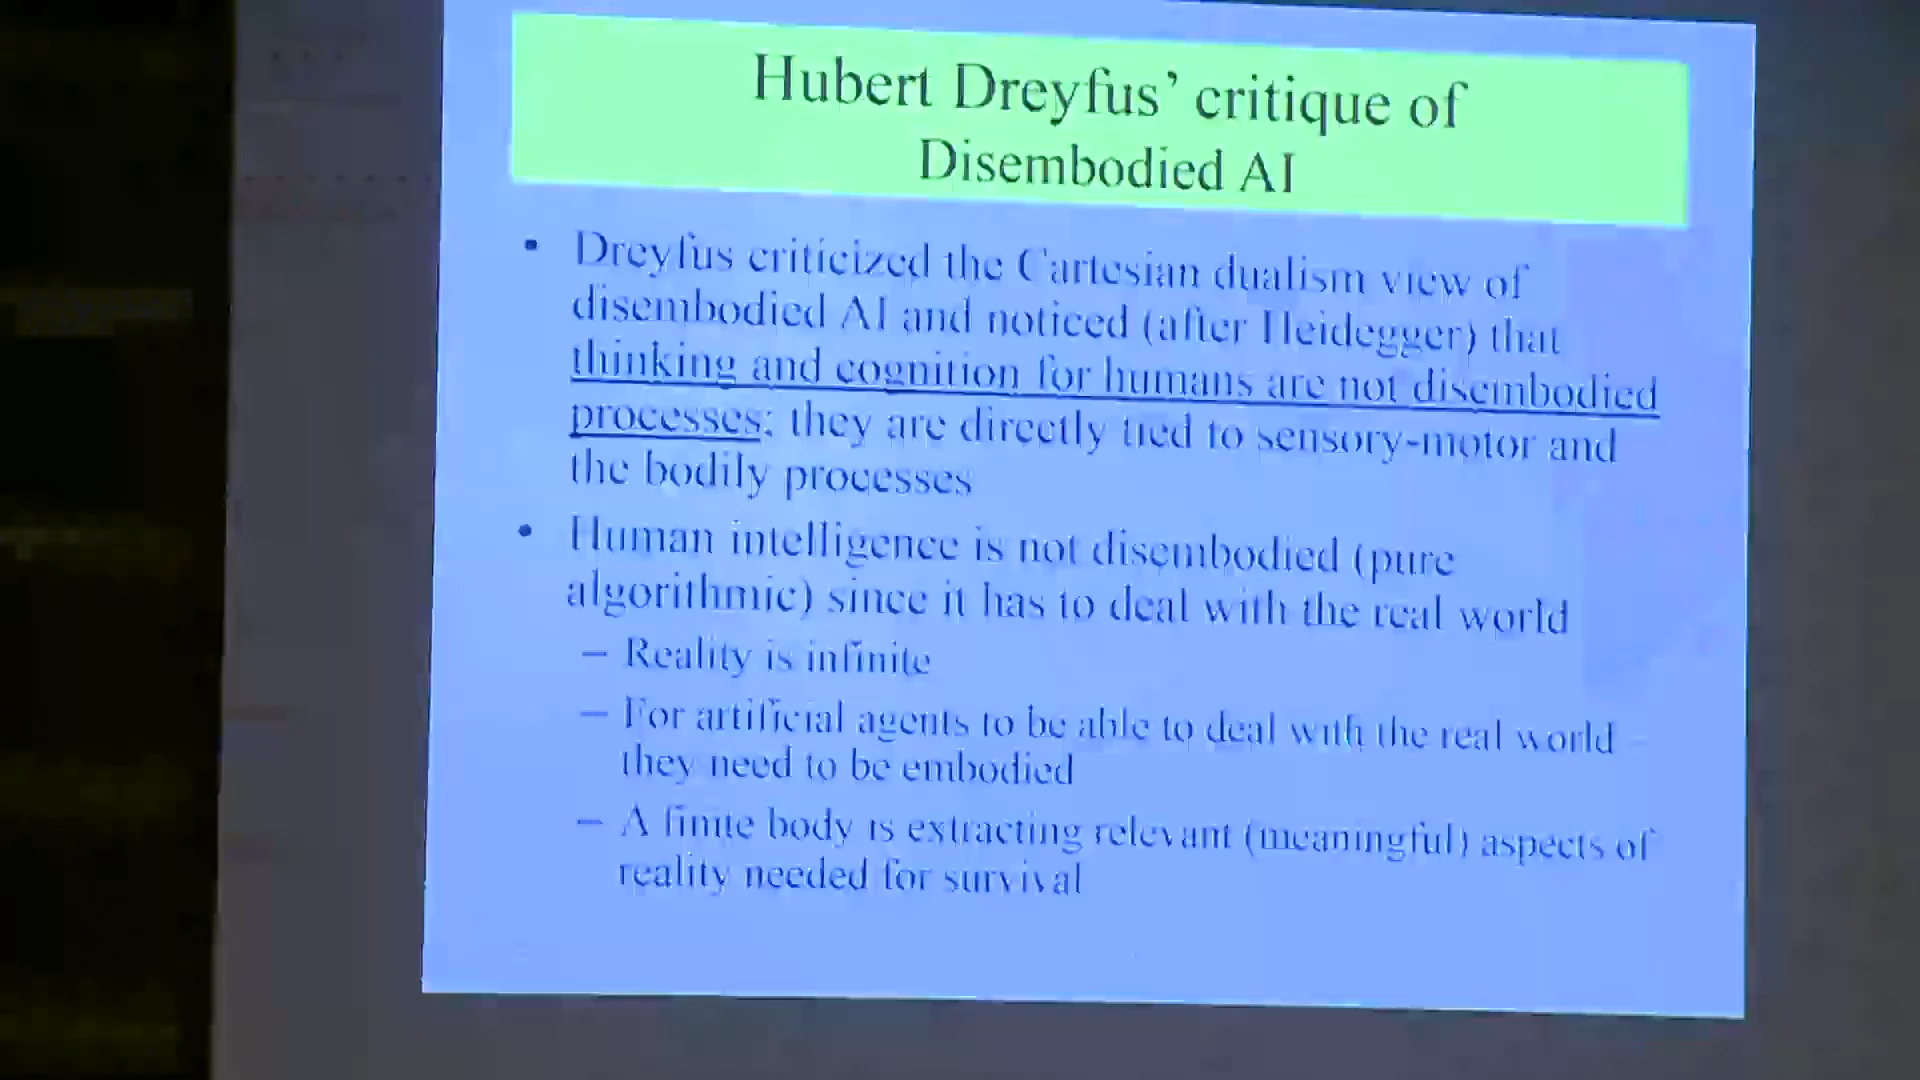 Hubert Dreyfus' critique of
Disembodied AI
• Dreyfus criticized the Cartesian dualism view of
disembodied AI and noticed (after Heidegger) that
thinking and cognition for humans are not disembodied
processes; they are directly tied to sensory-motor and
the bodily processes
• Human intelligence is not disembodied (pure
algorithmic) since it has to deal with the real world
– Reality is infinite
– For artificial agents to be able to deal with the real world –
they need to be embodied
– A finite body is extracting relevant (meaningful) aspects of
reality needed for survival